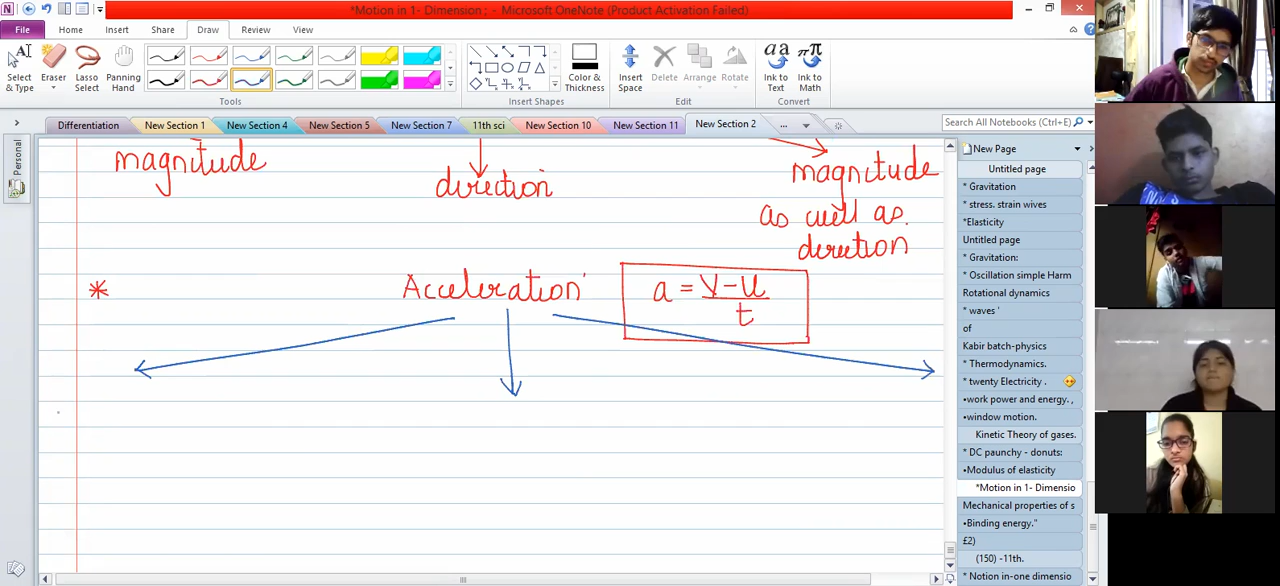 *Motion in 1- Dimension ; - Microsoft OneNote (Product Activation Failed)
File Home Insert Share Draw Review View
Select & Type
Eraser
Lasso Select
Panning Hand
Color & Thickness
Insert Space
Delete
Arrange
Rotate
Ink to Text
Ink to Math
Tools
Insert Shapes
Edit
Convert
Differentiation
New Section 1
New Section 4
New Section 5
New Section 7
11th sci
New Section 10
New Section 11
New Section 2
...
Search All Notebooks (Ctrl+E)
Personal
magnitude
direction
magnitude
as well as
direction
* Acceleration a = v-u / t
New Page
Untitled page
* Gravitation
* stress. strain wives
*Elasticity
Untitled page
* Gravitation:
* Oscillation simple Harm
Rotational dynamics
* waves '
of
Kabir batch-physics
* Thermodynamics.
* twenty Electricity .
•work power and energy. ,
•window motion.
Kinetic Theory of gases.
* DC paunchy - donuts:
•Modulus of elasticity
*Motion in 1- Dimensio
Mechanical properties of s
•Binding energy."
£2)
(150) -11th.
* Notion in-one dimensio